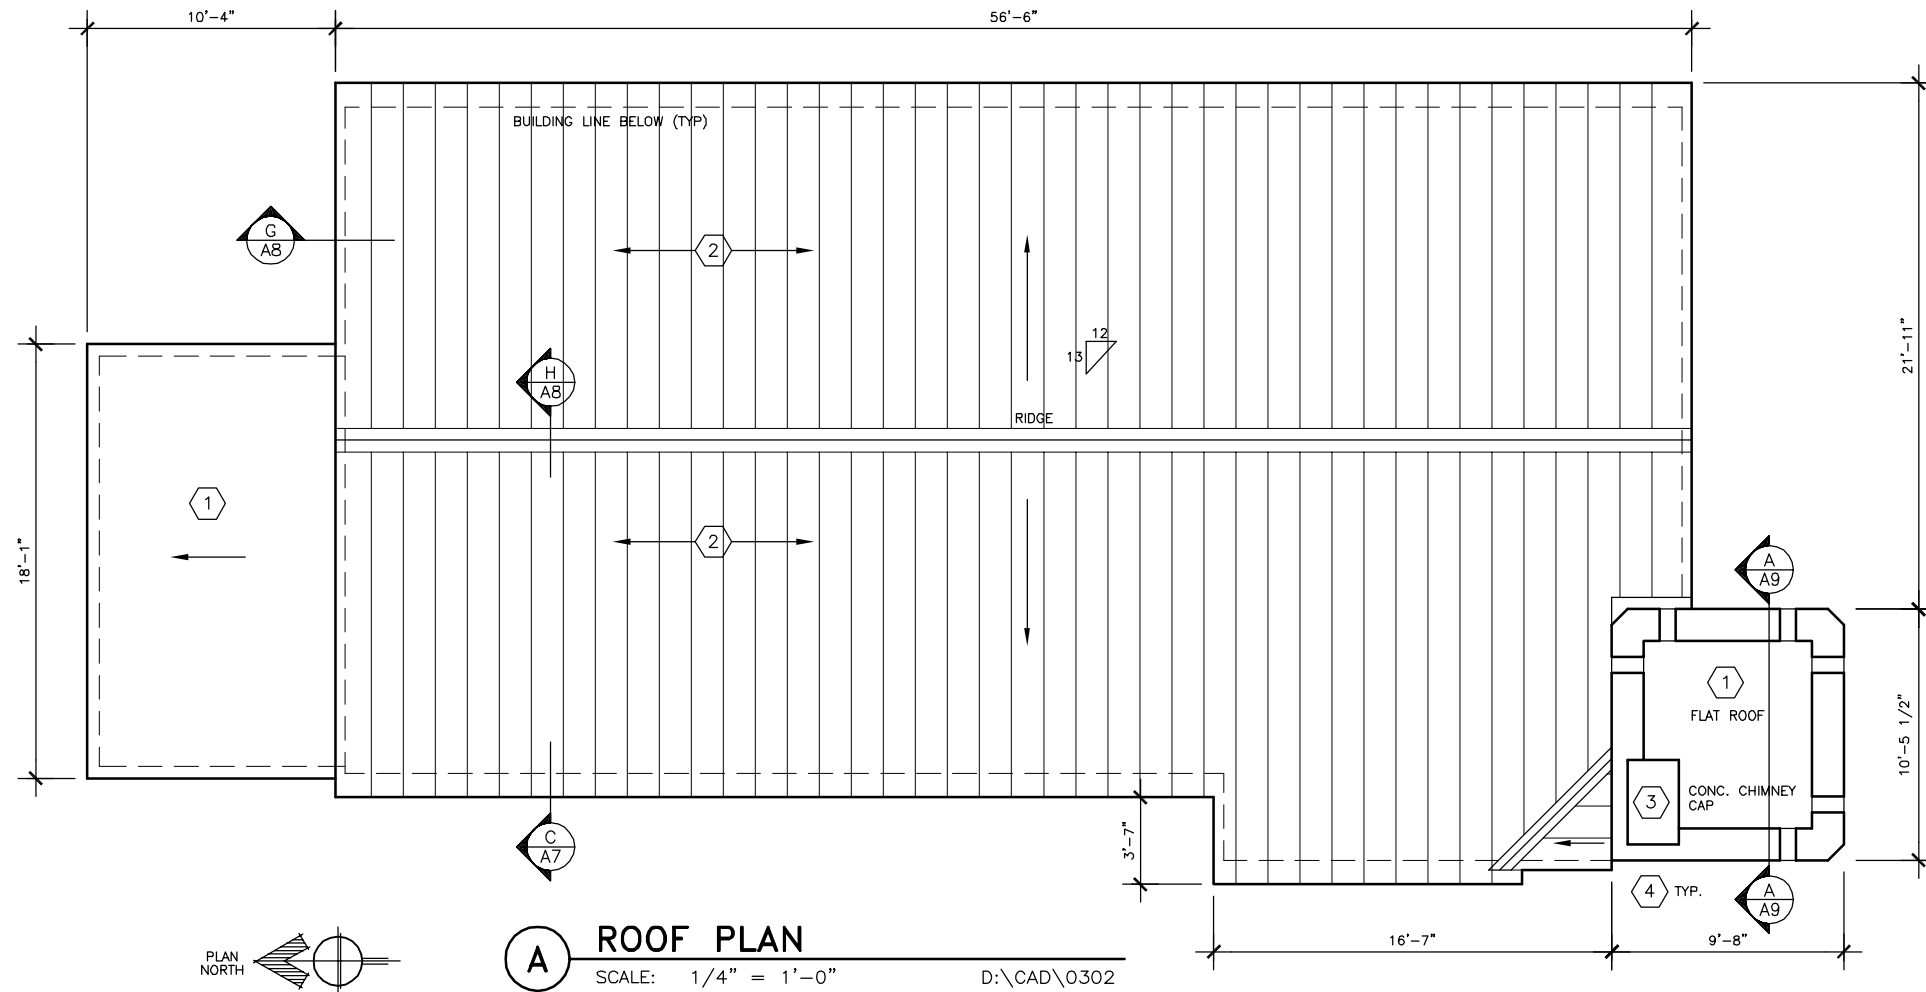 10'-4"
56'-6"
BUILDING LINE BELOW (TYP)
G
A8
2
12
13
21'-11"
H
A8
RIDGE
1
2
18'-1"
A
A9
1
FLAT ROOF
10'-5 1/2"
3
CONC. CHIMNEY
CAP
3'-7"
C
A7
4 TYP.
A
A9
16'-7"
9'-8"
PLAN
NORTH
A
ROOF PLAN
SCALE: 1/4" = 1'-0" D:\CAD\0302